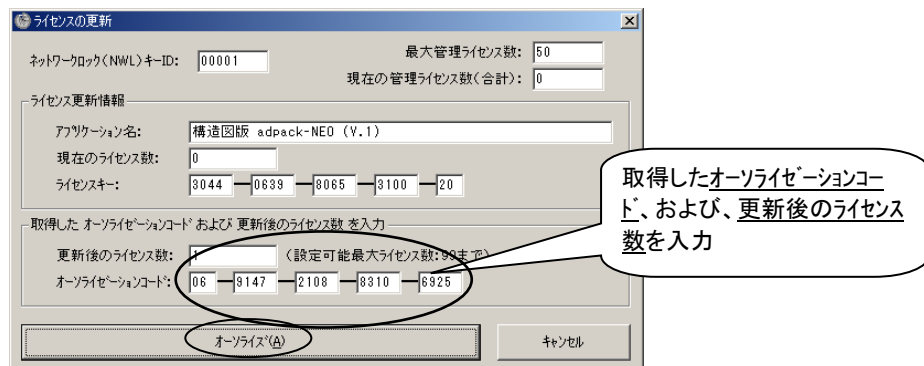 ライセンスの更新
ネットワークロック(NWL)キーID: 00001
最大管理ライセンス数: 50
現在の管理ライセンス数(合計): 0
ライセンス更新情報
アプリケーション名: 構造図版 adpack-NEO (V.1)
現在のライセンス数: 0
ライセンスキー: 3044 ー 0639 ー 8065 ー 3100 ー 20
取得した オーソライゼーションコード および 更新後のライセンス数 を入力
更新後のライセンス数: 1 (設定可能最大ライセンス数:99まで)
オーソライゼーションコード: 06 ー 9147 ー 2108 ー 8310 ー 6925
オーソライズ(A)
キャンセル
取得したオーソライゼーションコー
ド、および、更新後のライセンス
数を入力